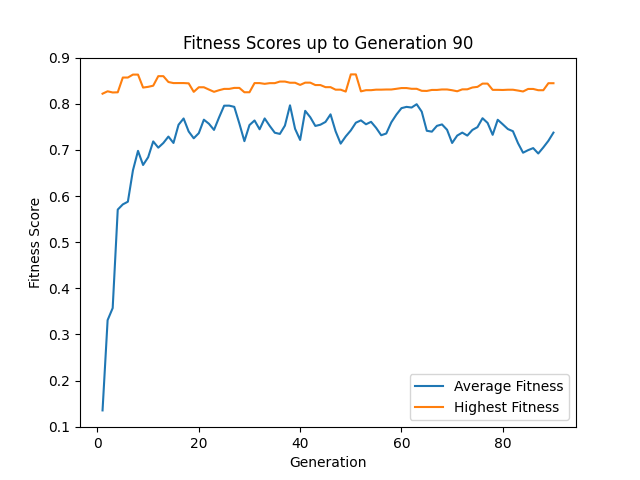 Fitness Scores up to Generation 90
0.9
0.8
0.7
0.6
0.5
0.4
0.3
0.2
0.1
Fitness Score
0 20 40 60 80
Generation
Average Fitness
Highest Fitness